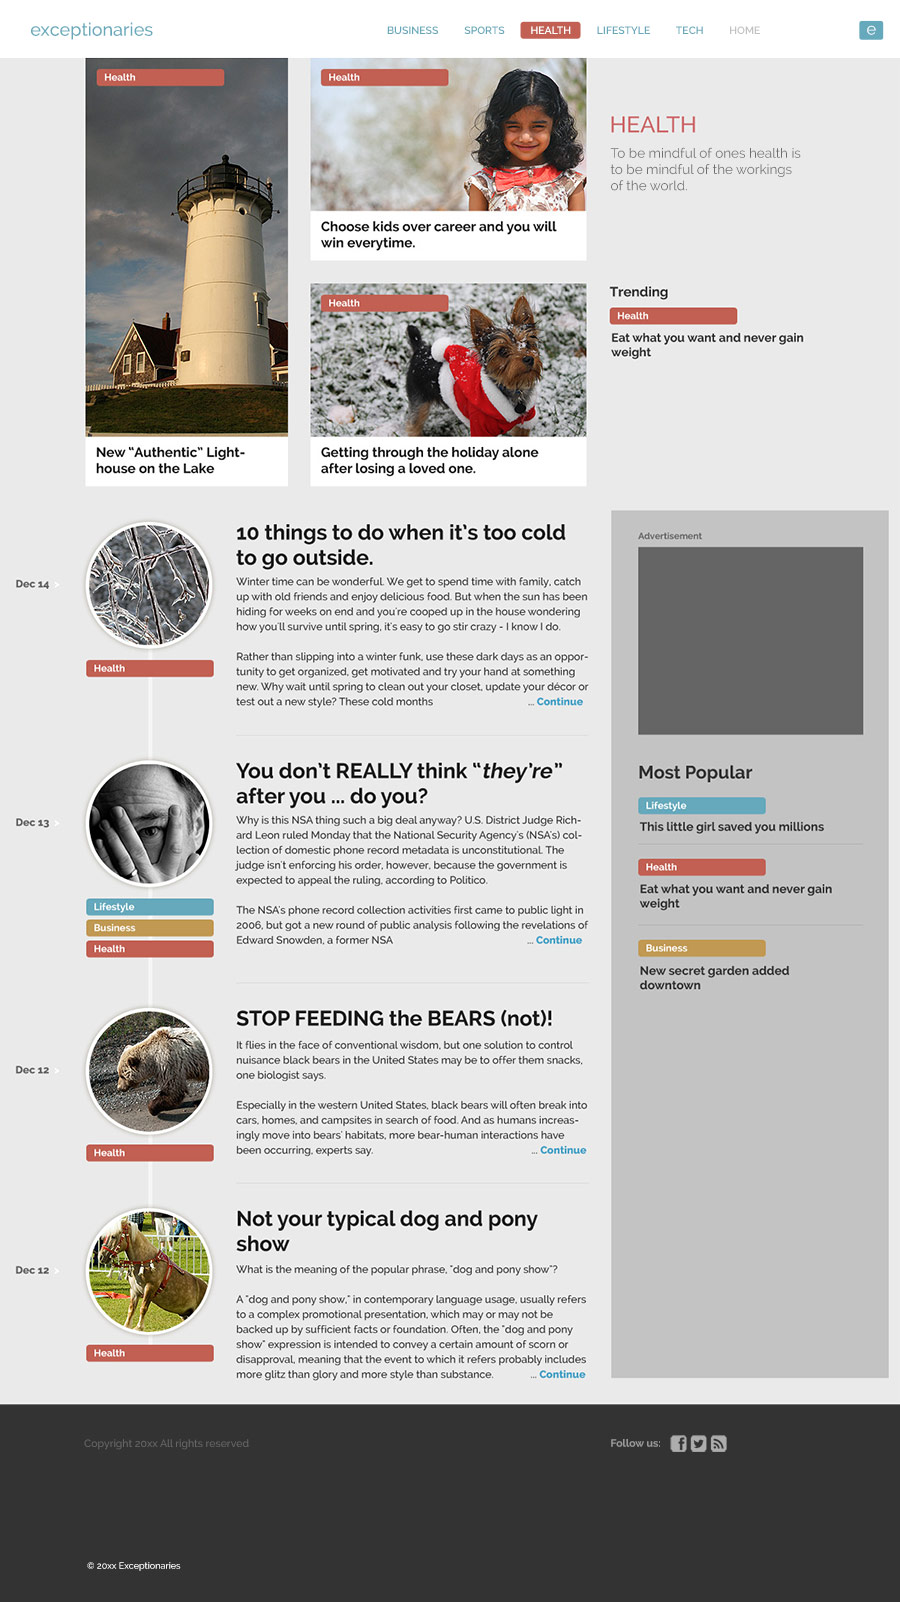 exceptionaries
BUSINESS SPORTS HEALTH LIFESTYLE TECH HOME
e
Health
New “Authentic” Light-
house on the Lake
Health
Choose kids over career and you will
win everytime.
Health
Getting through the holiday alone
after losing a loved one.
HEALTH
To be mindful of ones health is
to be mindful of the workings
of the world.
Trending
Health
Eat what you want and never gain
weight
Dec 14
Health
10 things to do when it’s too cold
to go outside.
Winter time can be wonderful. We get to spend time with family, catch
up with old friends and enjoy delicious food. But when the sun has been
hiding for weeks on end and you're cooped up in the house wondering
how you'll survive until spring, it's easy to go stir crazy - I know I do.
Rather than slipping into a winter funk, use these dark days as an oppor-
tunity to get organized, get motivated and try your hand at something
new. Why wait until spring to clean out your closet, update your décor or
test out a new style? These cold months ... Continue
Dec 13
Lifestyle
Business
Health
You don’t REALLY think “they’re”
after you ... do you?
Why is this NSA thing such a big deal anyway? U.S. District Judge Rich-
ard Leon ruled Monday that the National Security Agency's (NSA's) col-
lection of domestic phone record metadata is unconstitutional. The
judge isn't enforcing his order, however, because the government is
expected to appeal the ruling, according to Politico.
The NSA's phone record collection activities first came to public light in
2006, but got a new round of public analysis following the revelations of
Edward Snowden, a former NSA ... Continue
Dec 12
Health
STOP FEEDING the BEARS (not)!
It flies in the face of conventional wisdom, but one solution to control
nuisance black bears in the United States may be to offer them snacks,
one biologist says.
Especially in the western United States, black bears will often break into
cars, homes, and campsites in search of food. And as humans increas-
ingly move into bears' habitats, more bear-human interactions have
been occurring, experts say. ... Continue
Dec 12
Health
Not your typical dog and pony
show
What is the meaning of the popular phrase, "dog and pony show"?
A "dog and pony show," in contemporary language usage, usually refers
to a complex promotional presentation, which may or may not be
backed up by sufficient facts or foundation. Often, the "dog and pony
show" expression is intended to convey a certain amount of scorn or
disapproval, meaning that the event to which it refers probably includes
more glitz than glory and more style than substance. ... Continue
Advertisement
Most Popular
Lifestyle
This little girl saved you millions
Health
Eat what you want and never gain
weight
Business
New secret garden added
downtown
Copyright 20xx All rights reserved
Follow us:
© 20xx Exceptionaries